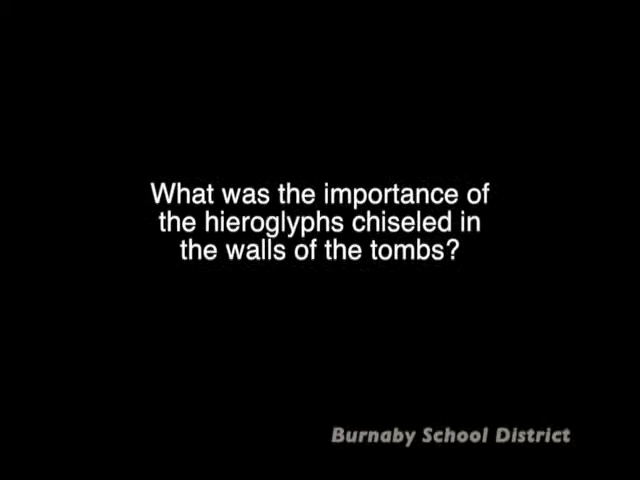 What was the importance of
the hieroglyphs chiseled in
the walls of the tombs?
Burnaby School District